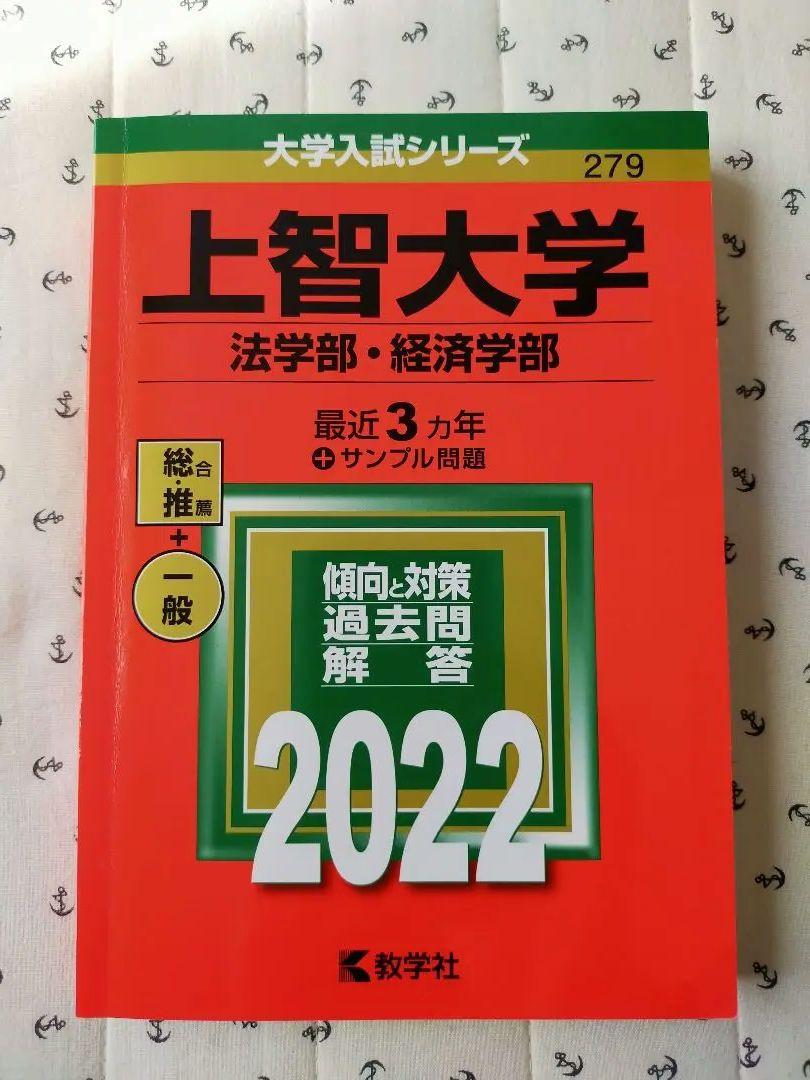 大学入試シリーズ
279
上智大学
法学部・経済学部
最近3カ年
+サンプル問題
総合・推薦
+
一般
傾向と対策
過去問
解答
2022
教学社